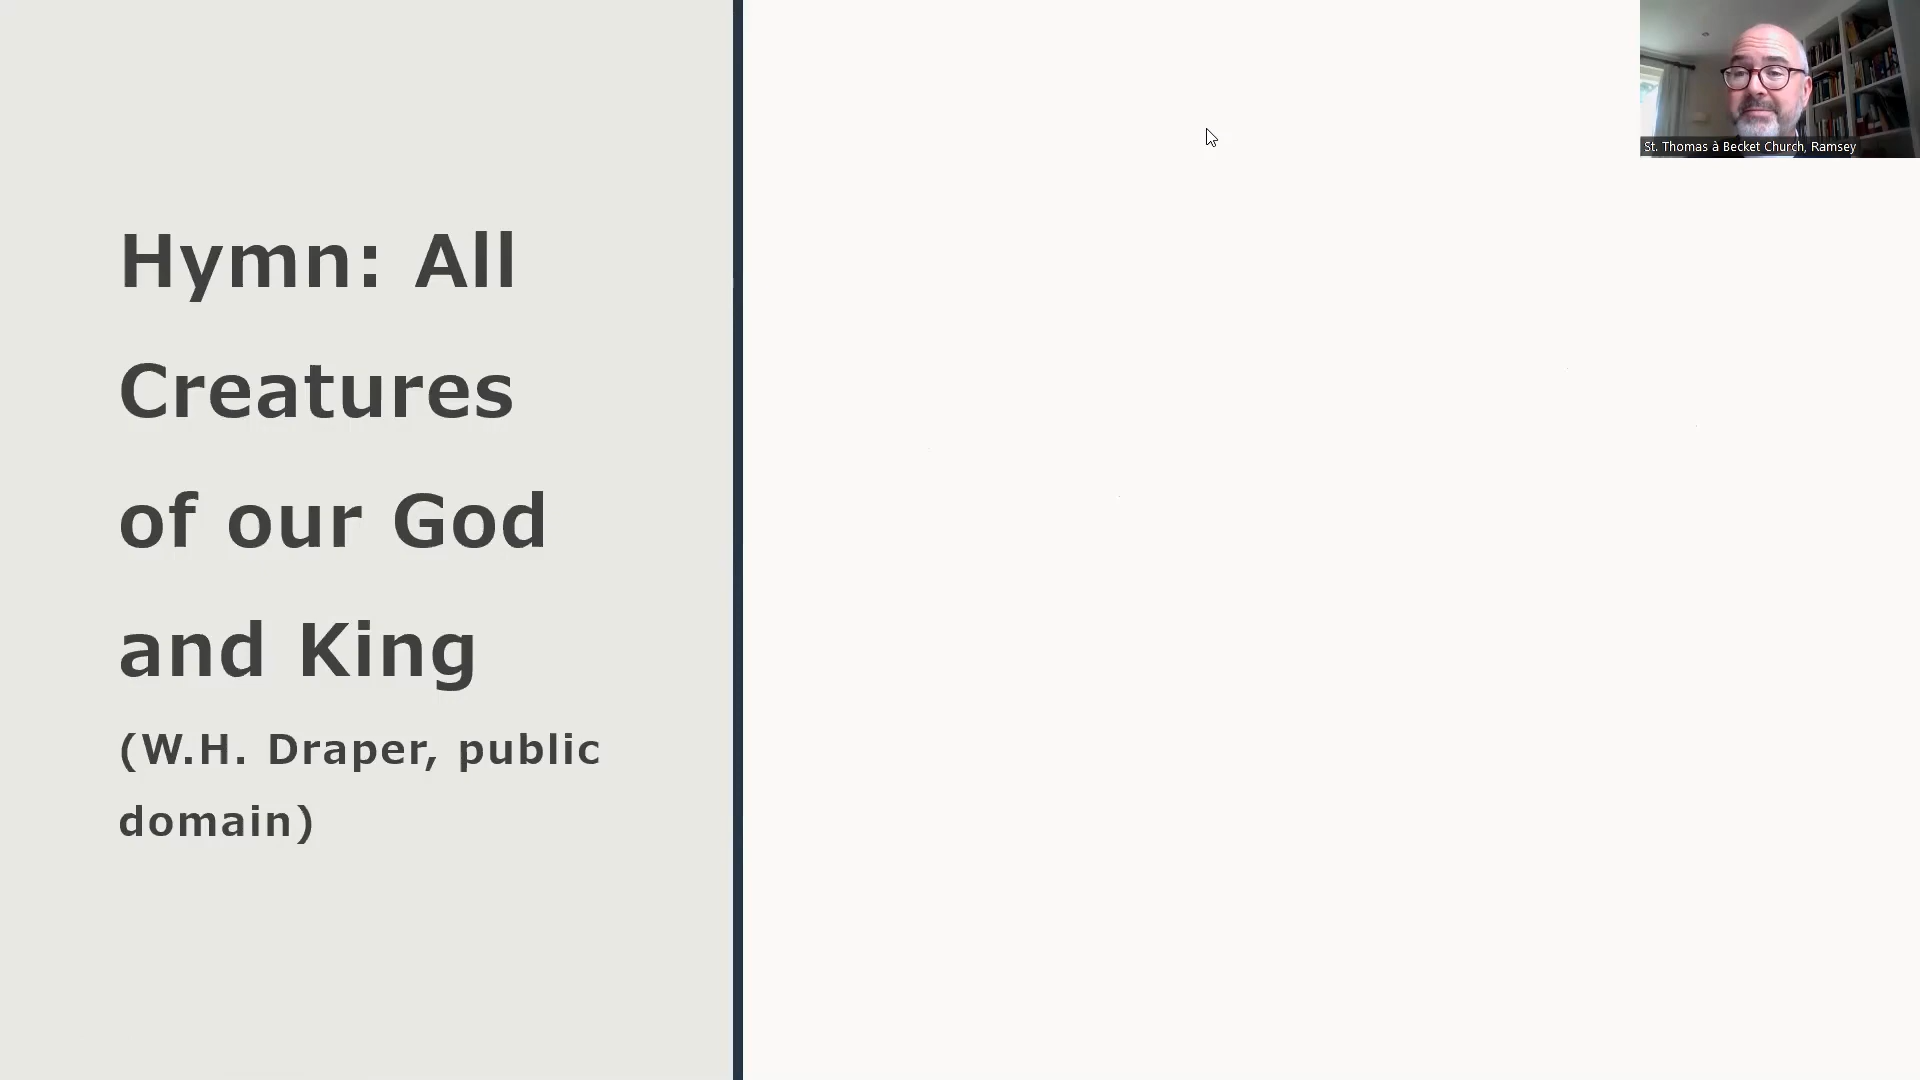 Hymn: All
Creatures
of our God
and King
(W.H. Draper, public
domain)
St. Thomas à Becket Church, Ramsey